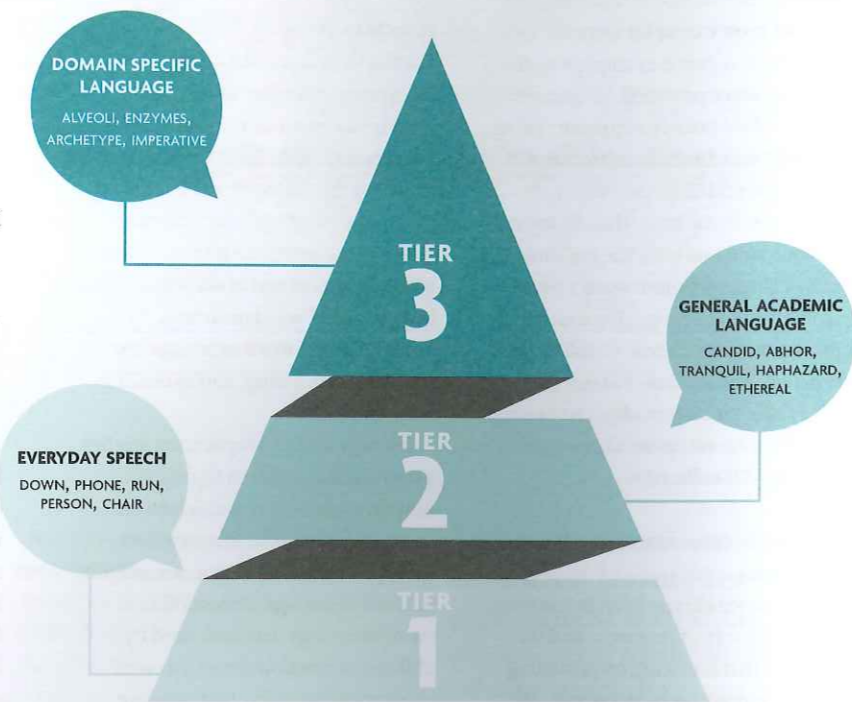 DOMAIN SPECIFIC
LANGUAGE
ALVEOLI, ENZYMES,
ARCHETYPE, IMPERATIVE
TIER
3
GENERAL ACADEMIC
LANGUAGE
CANDID, ABHOR,
TRANQUIL, HAPHAZARD,
ETHEREAL
TIER
2
EVERYDAY SPEECH
DOWN, PHONE, RUN,
PERSON, CHAIR
TIER
1